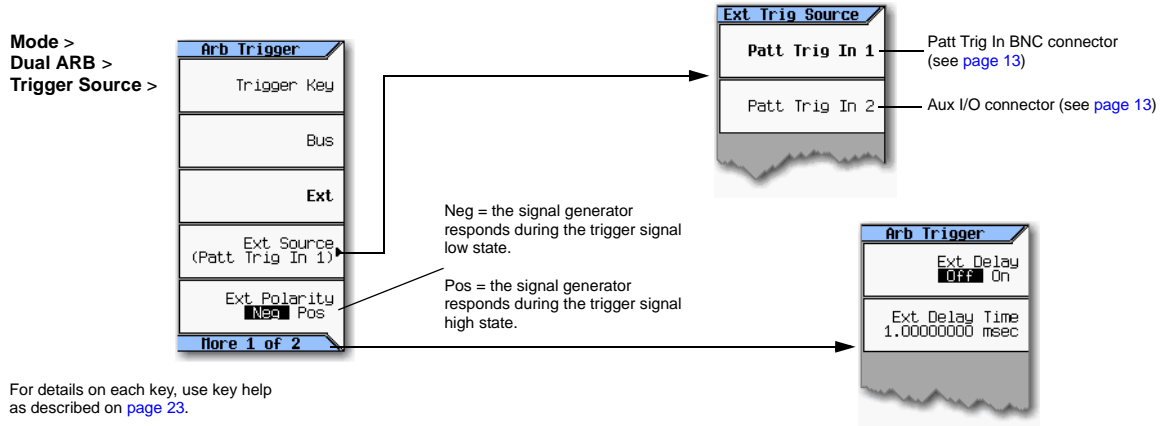 Mode >
Dual ARB >
Trigger Source >
Arb Trigger
Trigger Key
Bus
Ext
Ext Source
(Patt Trig In 1)
Ext Polarity
Neg Pos
More 1 of 2
Ext Trig Source
Patt Trig In 1
Patt Trig In 2
Patt Trig In BNC connector
(see page 13)
Aux I/O connector (see page 13)
Neg = the signal generator
responds during the trigger signal
low state.
Pos = the signal generator
responds during the trigger signal
high state.
Arb Trigger
Ext Delay
Off On
Ext Delay Time
1.00000000 msec
For details on each key, use key help
as described on page 23.